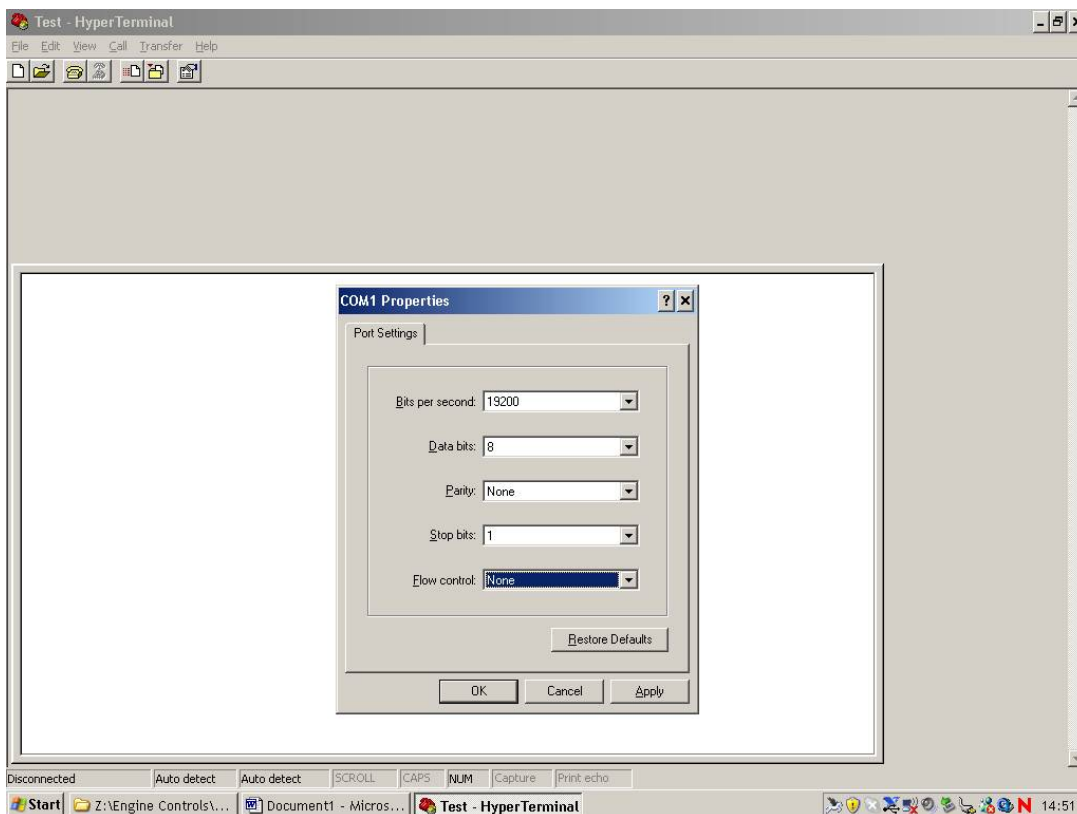 Test - HyperTerminal
File Edit View Call Transfer Help
COM1 Properties
Port Settings
Bits per second: 19200
Data bits: 8
Parity: None
Stop bits: 1
Flow control: None
Restore Defaults
OK Cancel Apply
Disconnected Auto detect Auto detect SCROLL CAPS NUM Capture Print echo
Start Z:\Engine Controls\... Document1 - Micros... Test - HyperTerminal N 14:51